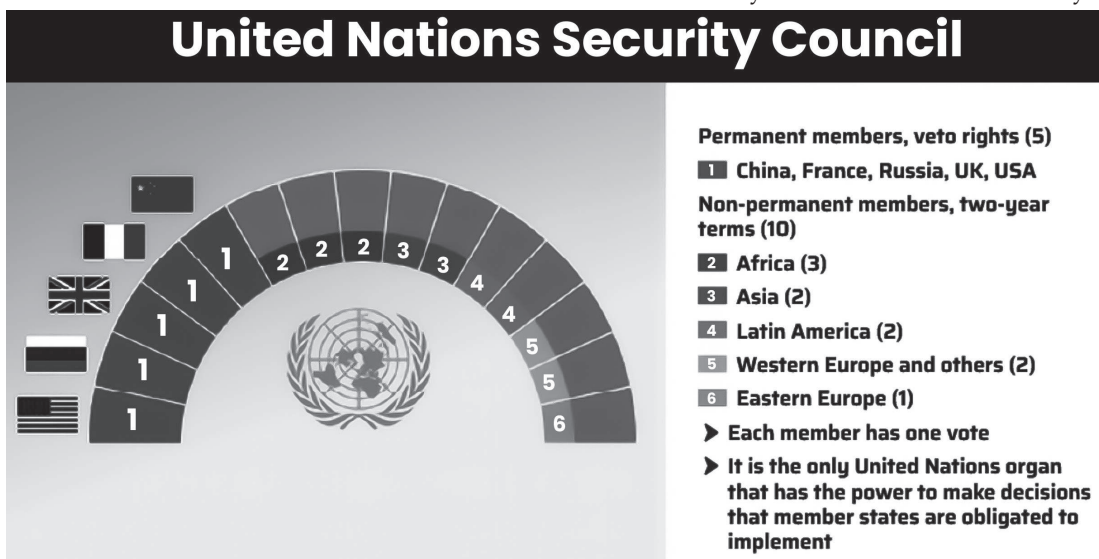 United Nations Security Council
Permanent members, veto rights (5)
1 China, France, Russia, UK, USA
Non-permanent members, two-year
terms (10)
2 Africa (3)
3 Asia (2)
4 Latin America (2)
5 Western Europe and others (2)
6 Eastern Europe (1)
➤ Each member has one vote
➤ It is the only United Nations organ
that has the power to make decisions
that member states are obligated to
implement
1
1
1
1
1
2
2
2
3
3
4
4
5
5
6